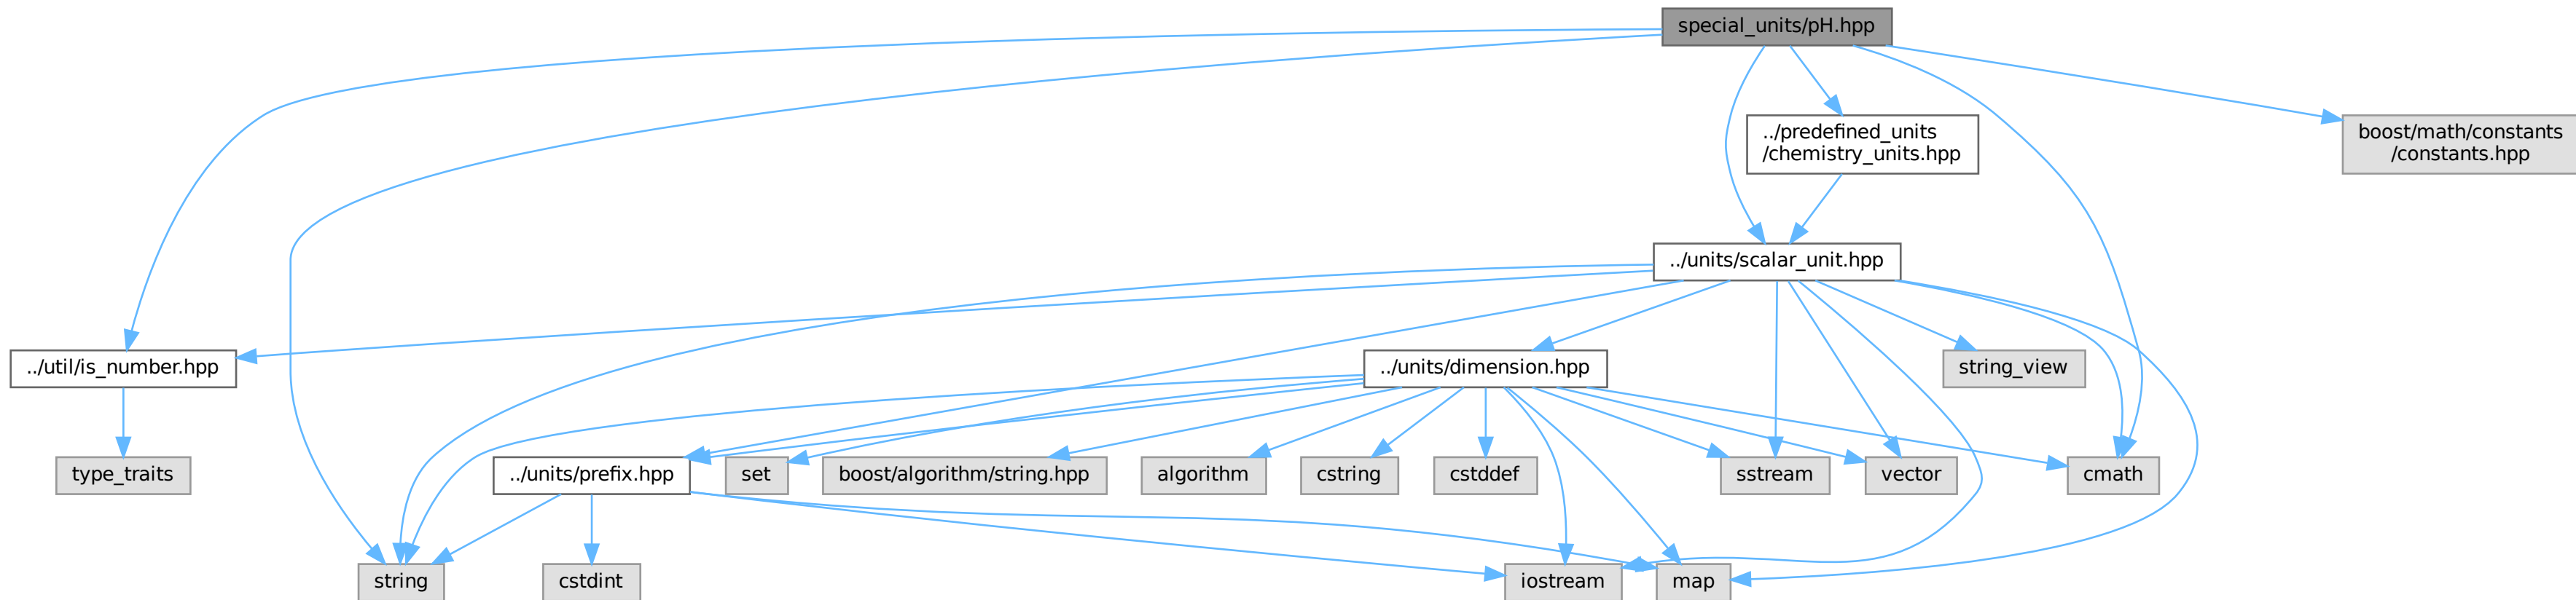 special_units/pH.hpp
../predefined_units
/chemistry_units.hpp
boost/math/constants
/constants.hpp
../units/scalar_unit.hpp
../util/is_number.hpp
../units/dimension.hpp
string_view
type_traits
../units/prefix.hpp
set
boost/algorithm/string.hpp
algorithm
cstring
cstddef
sstream
vector
cmath
string
cstdint
iostream
map